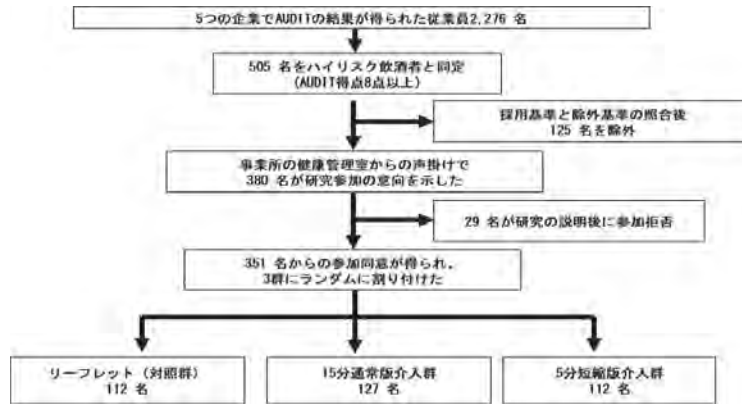 5つの企業でAUDITの結果が得られた従業員2,276 名
505 名をハイリスク飲酒者と同定
(AUDIT得点8点以上)
採用基準と除外基準の照合後
125 名を除外
事業所の健康管理室からの声掛けで
380 名が研究参加の意向を示した
29 名が研究の説明後に参加拒否
351 名からの参加同意が得られ、
3群にランダムに割り付けた
リーフレット（対照群）
112 名
15分通常版介入群
127 名
5分短縮版介入群
112 名